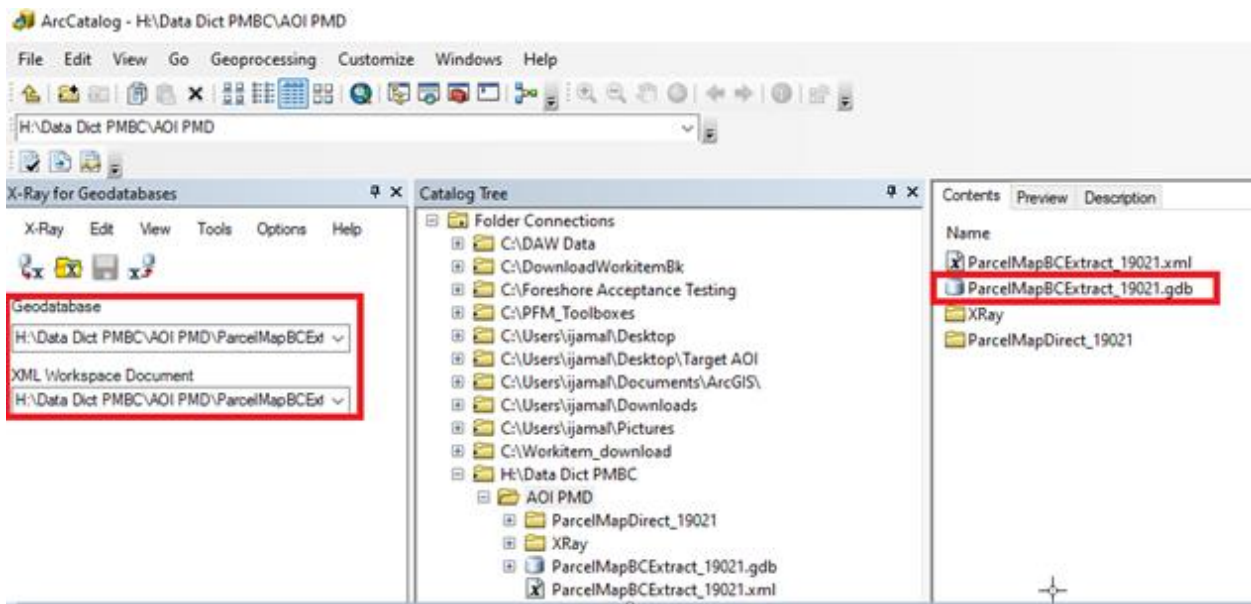 ArcCatalog - H:\Data Dict PMBC\AOI PMD
File Edit View Go Geoprocessing Customize Windows Help
H:\Data Dict PMBC\AOI PMD
X-Ray for Geodatabases
X-Ray Edit View Tools Options Help
Geodatabase
H:\Data Dict PMBC\AOI PMD\ParcelMapBCExt
XML Workspace Document
H:\Data Dict PMBC\AOI PMD\ParcelMapBCExt
Catalog Tree
Folder Connections
C:\DAW Data
C:\DownloadWorkitemBk
C:\Foreshore Acceptance Testing
C:\PFM_Toolboxes
C:\Users\ijamal\Desktop
C:\Users\ijamal\Desktop\Target AOI
C:\Users\ijamal\Documents\ArcGIS\
C:\Users\ijamal\Downloads
C:\Users\ijamal\Pictures
C:\Workitem_download
H:\Data Dict PMBC
AOI PMD
ParcelMapDirect_19021
XRay
ParcelMapBCExtract_19021.gdb
ParcelMapBCExtract_19021.xml
Contents Preview Description
Name
ParcelMapBCExtract_19021.xml
ParcelMapBCExtract_19021.gdb
XRay
ParcelMapDirect_19021